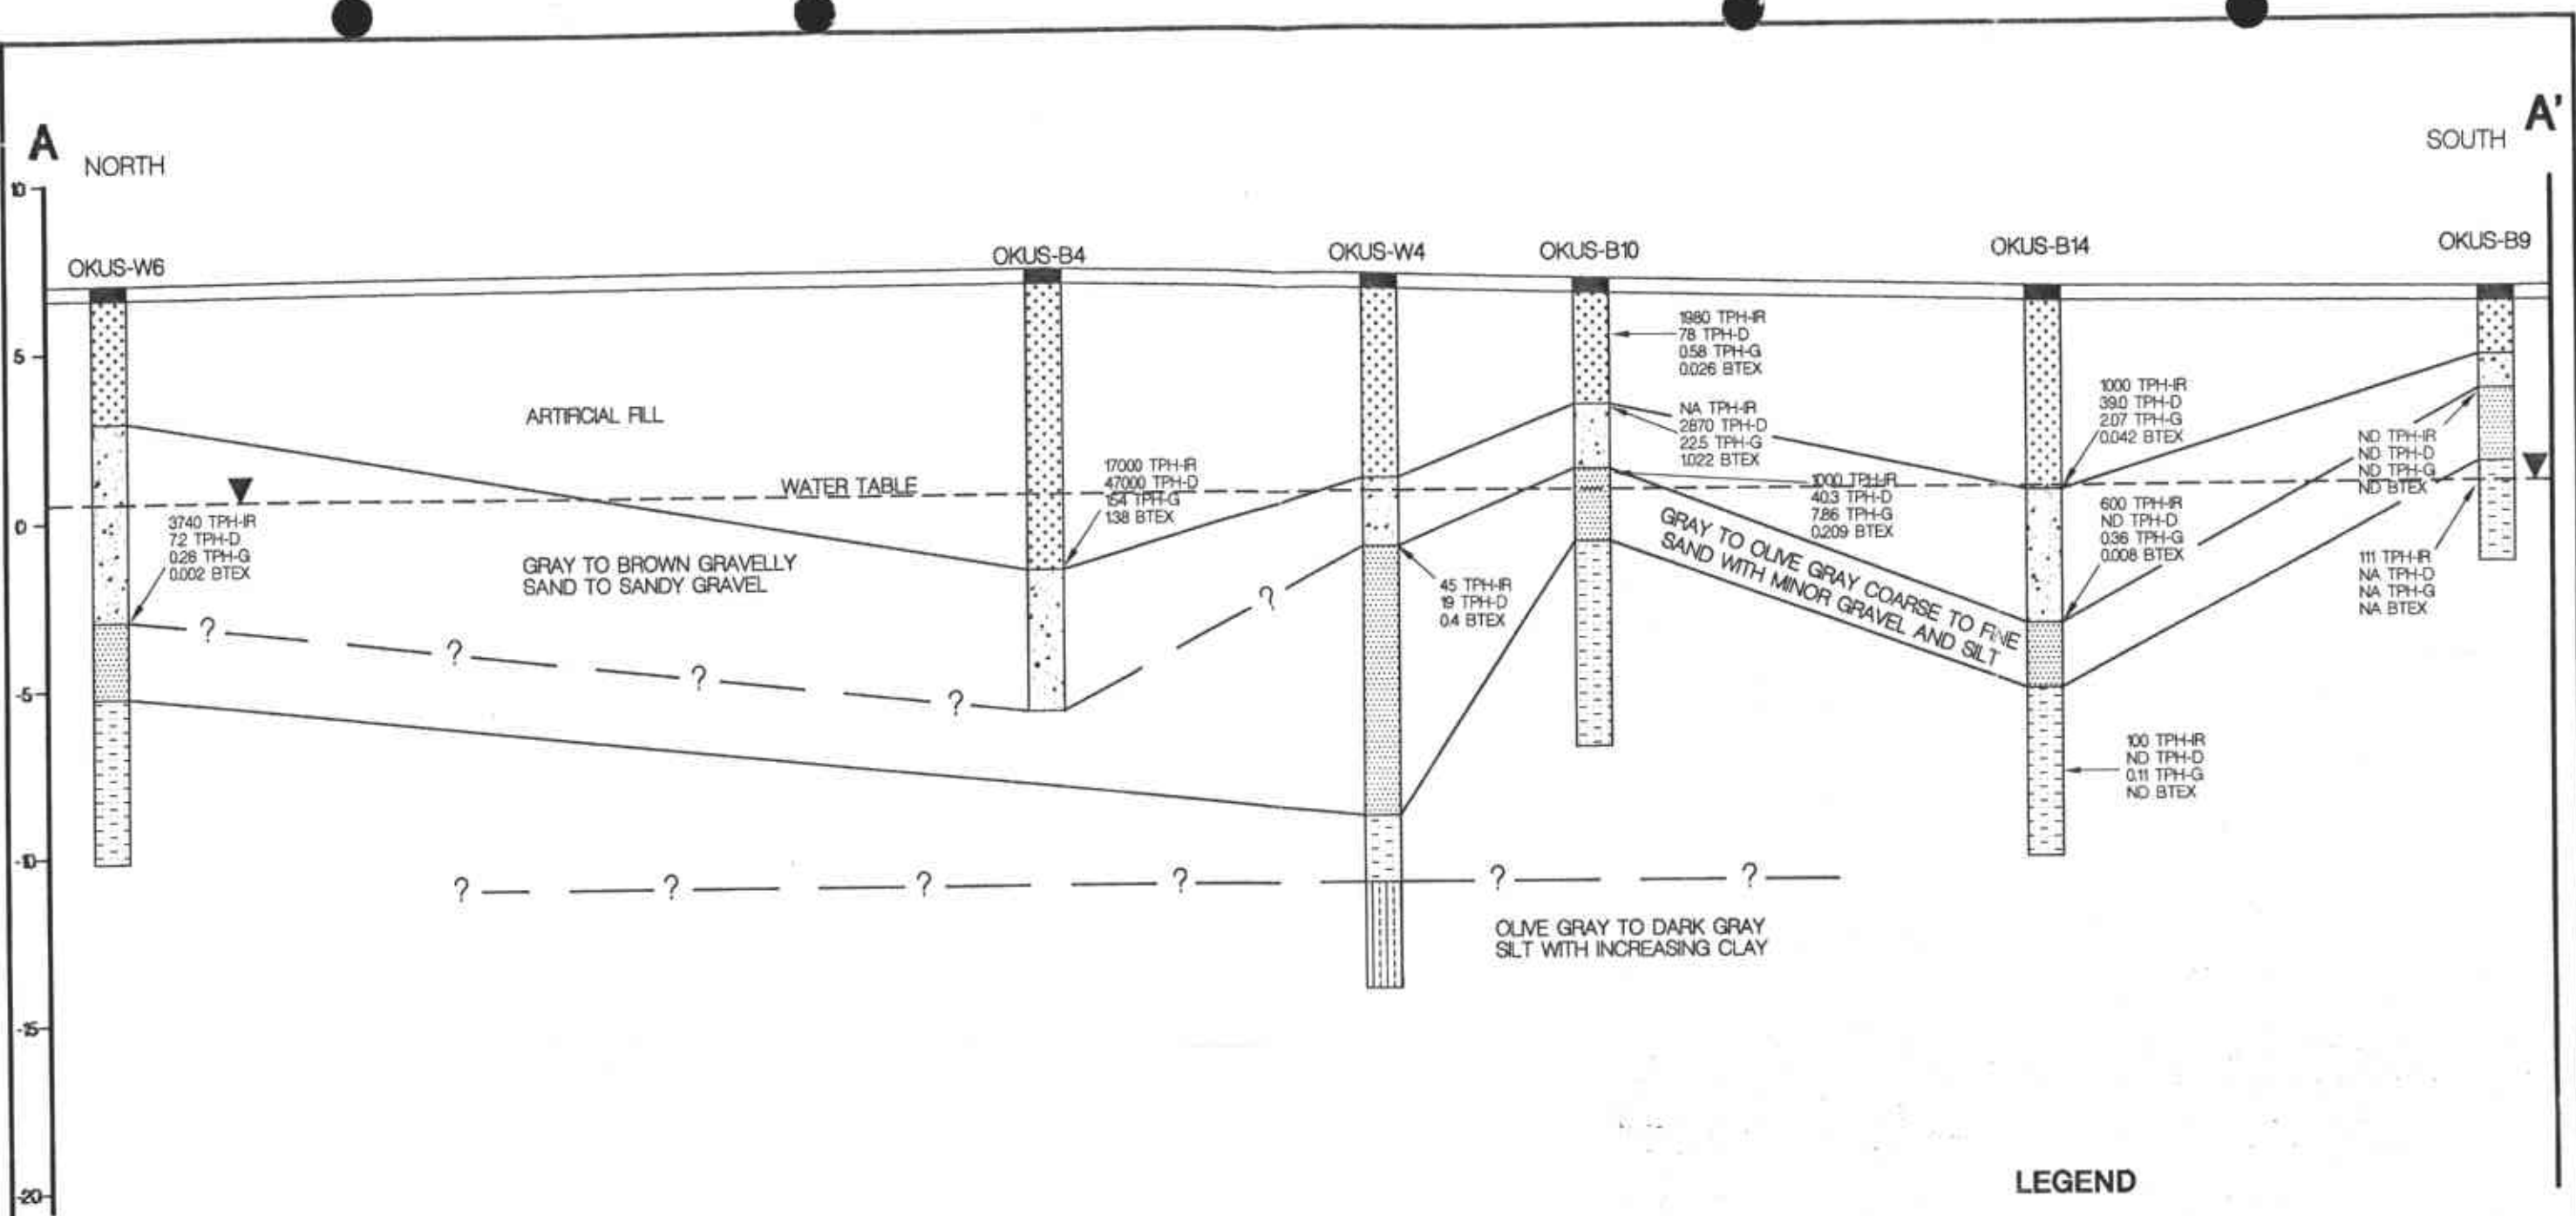 A
NORTH
A'
SOUTH
10
5
0
-5
-10
-15
-20
OKUS-W6
OKUS-B4
OKUS-W4
OKUS-B10
OKUS-B14
OKUS-B9
ARTIFICIAL FILL
WATER TABLE
GRAY TO BROWN GRAVELLY
SAND TO SANDY GRAVEL
3740 TPH-IR
72 TPH-D
0.26 TPH-G
0.002 BTEX
17000 TPH-IR
47000 TPH-D
154 TPH-G
138 BTEX
45 TPH-IR
19 TPH-D
0.4 BTEX
1980 TPH-IR
78 TPH-D
0.58 TPH-G
0.026 BTEX
NA TPH-IR
2870 TPH-D
22.5 TPH-G
1.022 BTEX
1000 TPH-IR
40.3 TPH-D
7.86 TPH-G
0.209 BTEX
GRAY TO OLIVE GRAY COARSE TO FINE
SAND WITH MINOR GRAVEL AND SILT
1000 TPH-IR
39.0 TPH-D
2.07 TPH-G
0.042 BTEX
600 TPH-IR
ND TPH-D
0.36 TPH-G
0.008 BTEX
100 TPH-IR
ND TPH-D
0.11 TPH-G
ND BTEX
ND TPH-IR
ND TPH-D
ND TPH-G
ND BTEX
111 TPH-IR
NA TPH-D
NA TPH-G
NA BTEX
? ? ? ? ?
? ? ? ? ? ?
OLIVE GRAY TO DARK GRAY
SILT WITH INCREASING CLAY
LEGEND